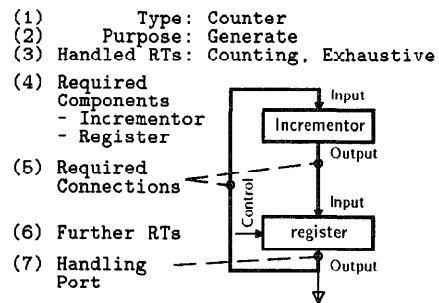 (1) Type: Counter
(2) Purpose: Generate
(3) Handled RTs: Counting, Exhaustive
(4) Required
Components
- Incrementor
- Register
Input
Incrementor
Output
(5) Required
Connections
Control
Input
(6) Further RTs
register
(7) Handling
Port
Output